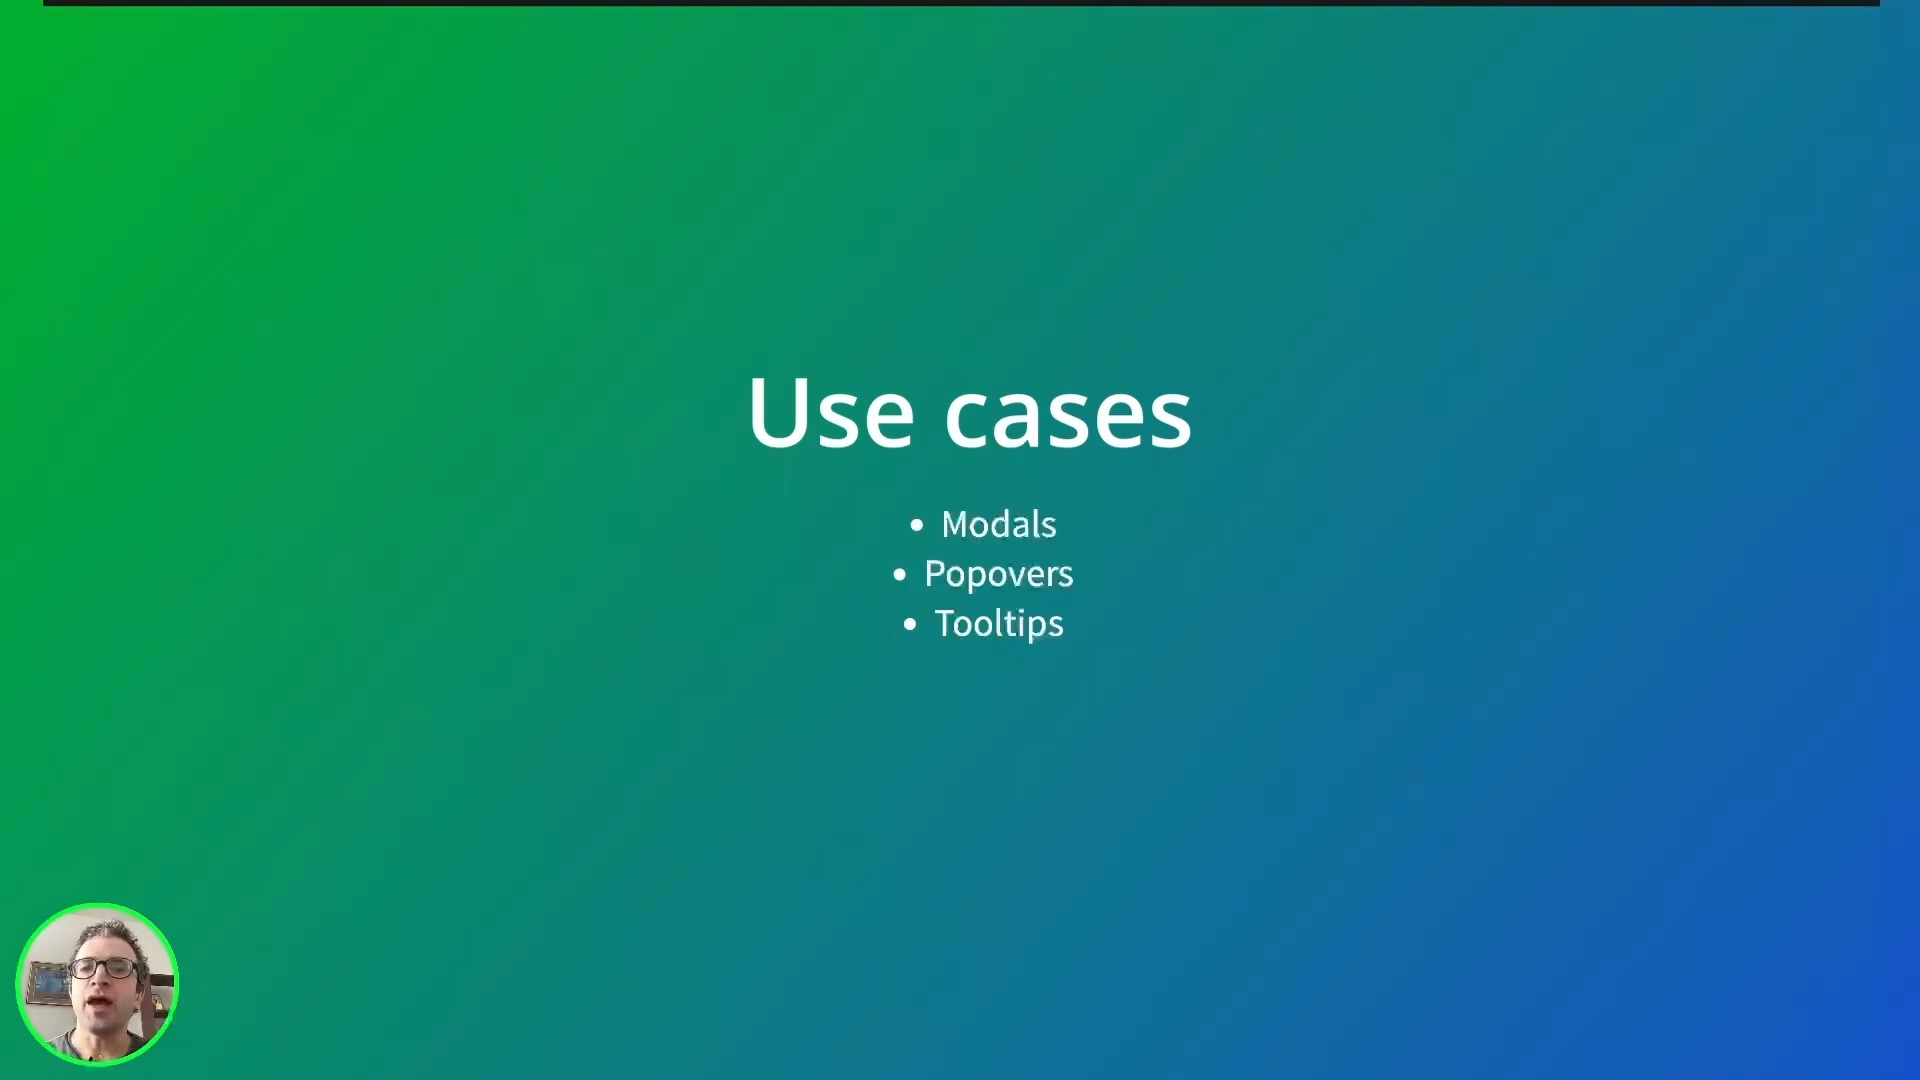 Use cases
• Modals
• Popovers
• Tooltips